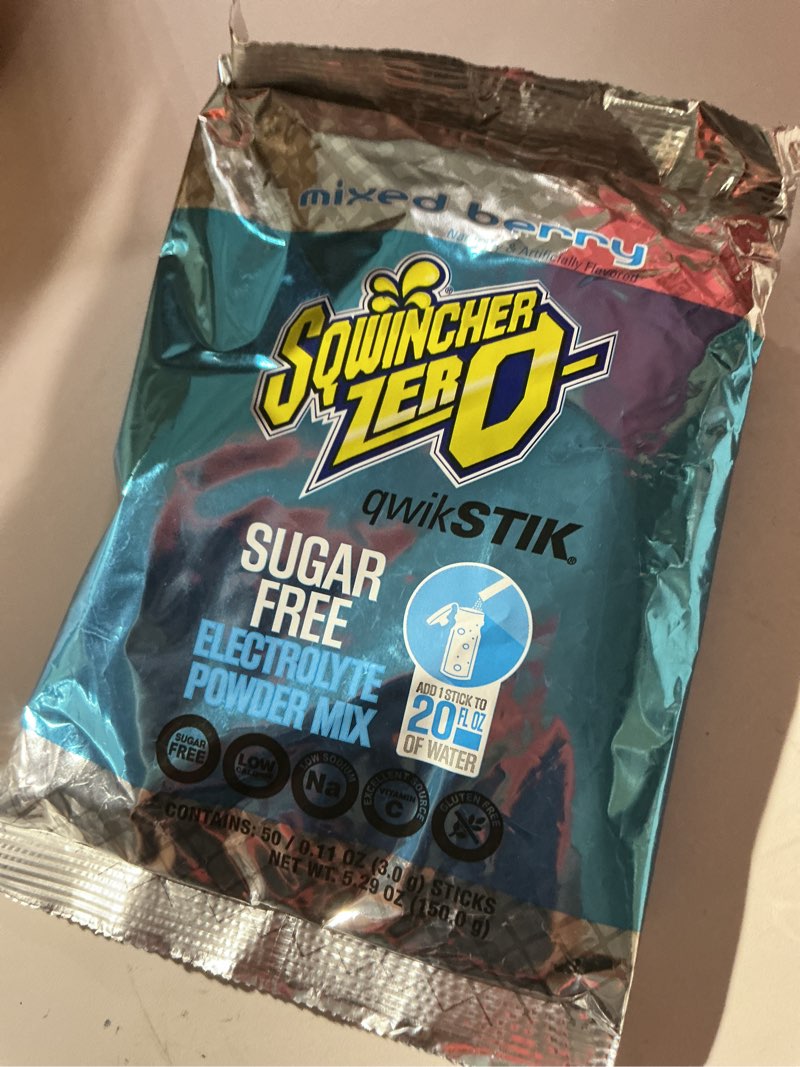 mixed berry
Natural & Artificially Flavored
SQWINCHER®
ZERO
qwikSTIK®
SUGAR
FREE
ELECTROLYTE
POWDER MIX
ADD 1 STICK TO
20 FL OZ
OF WATER
SUGAR
FREE
LOW
CALORIE
LOW SODIUM
Na
EXCELLENT SOURCE
VITAMIN
C
GLUTEN FREE
CONTAINS: 50 / 0.11 OZ (3.0 g) STICKS
NET WT. 5.29 OZ (150.0 g)